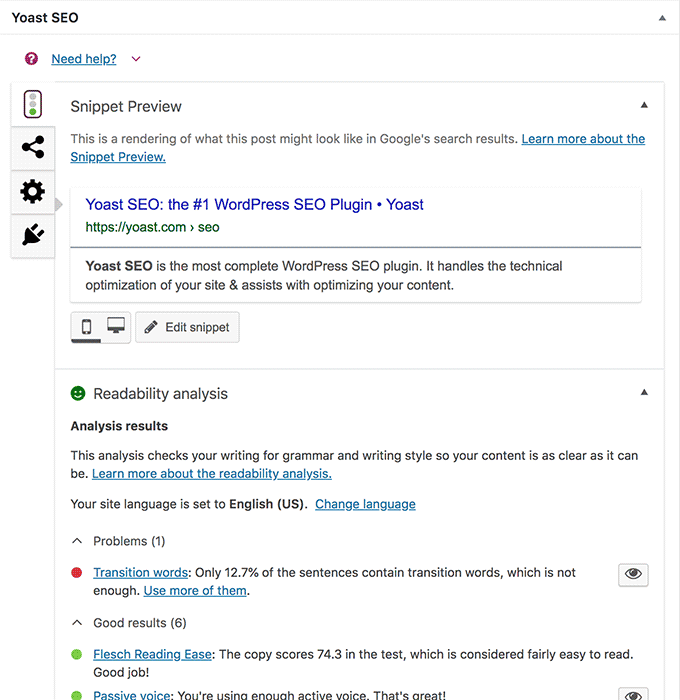 Yoast SEO
Need help?
Snippet Preview
This is a rendering of what this post might look like in Google's search results. Learn more about the
Snippet Preview.
Yoast SEO: the #1 WordPress SEO Plugin • Yoast
https://yoast.com › seo
Yoast SEO is the most complete WordPress SEO plugin. It handles the technical
optimization of your site & assists with optimizing your content.
Edit snippet
Readability analysis
Analysis results
This analysis checks your writing for grammar and writing style so your content is as clear as it can
be. Learn more about the readability analysis.
Your site language is set to English (US). Change language
Problems (1)
Transition words: Only 12.7% of the sentences contain transition words, which is not
enough. Use more of them.
Good results (6)
Flesch Reading Ease: The copy scores 74.3 in the test, which is considered fairly easy to read.
Good job!
Passive voice: You're using enough active voice. That's great!